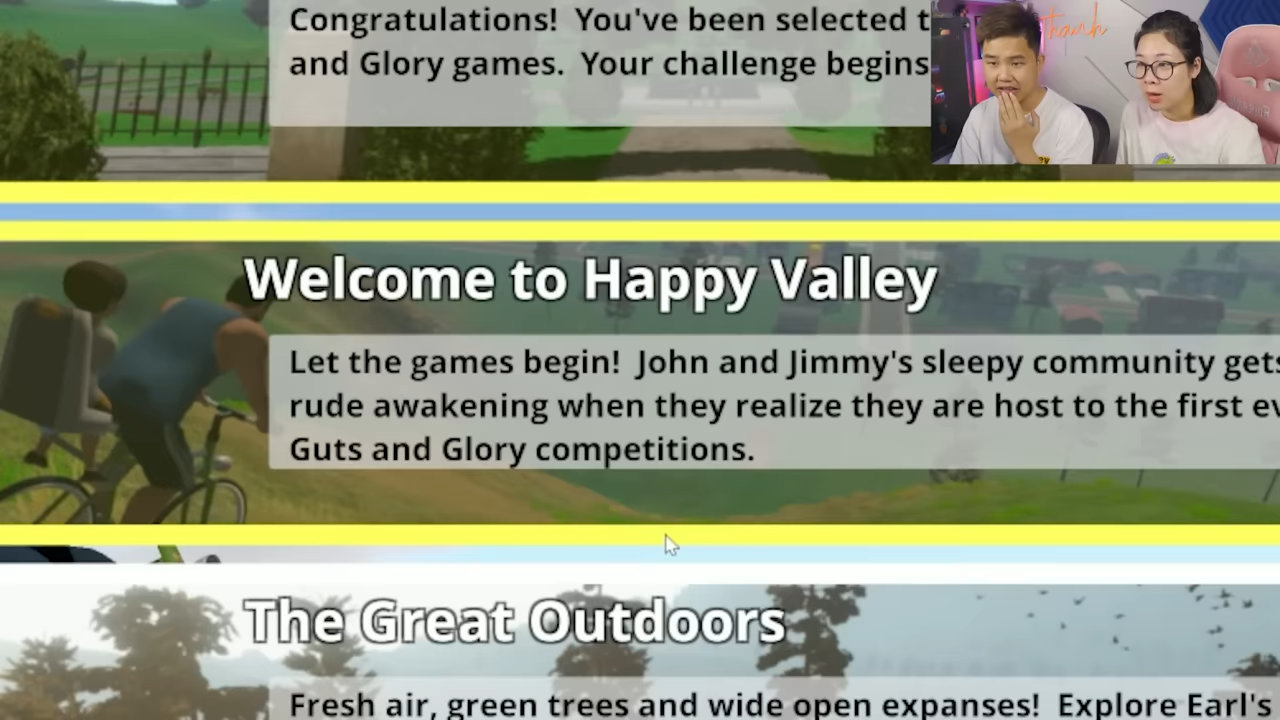 Congratulations!  You've been selected
and Glory games.  Your challenge begins
thanh
Welcome to Happy Valley
Let the games begin!  John and Jimmy's sleepy community gets
rude awakening when they realize they are host to the first
Guts and Glory competitions.
The Great Outdoors
Fresh air, green trees and wide open expanses!  Explore Earl's